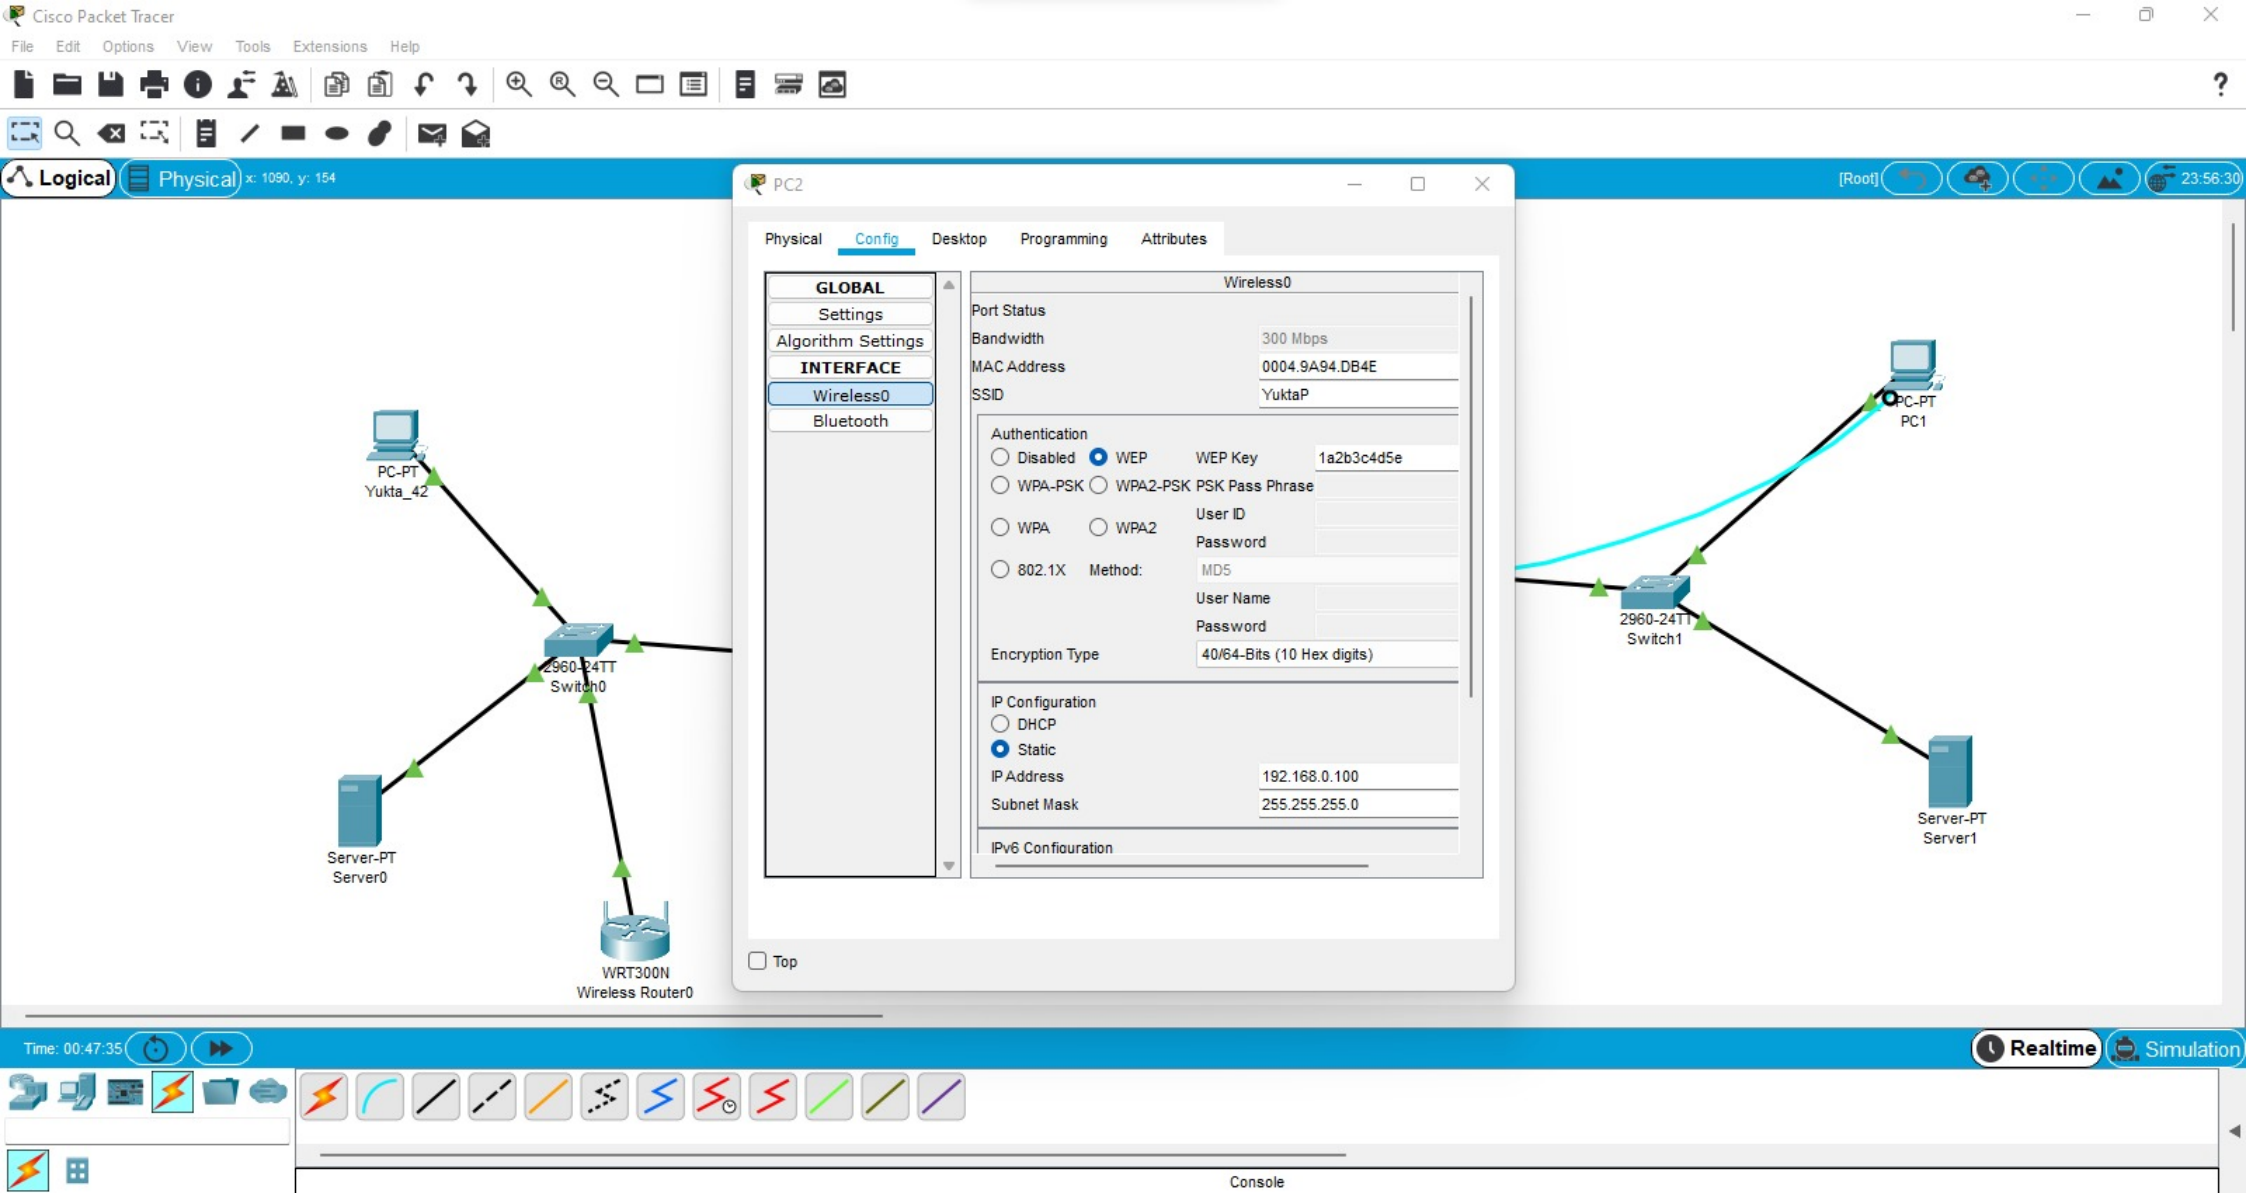 Cisco Packet Tracer
File Edit Options View Tools Extensions Help
Logical Physical x: 1090, y: 154
[Root] 23:56:30
PC2
Physical Config Desktop Programming Attributes
GLOBAL
Settings
Algorithm Settings
INTERFACE
Wireless0
Bluetooth
Wireless0
Port Status
Bandwidth 300 Mbps
MAC Address 0004.9A94.DB4E
SSID YuktaP
Authentication
Disabled WEP WEP Key 1a2b3c4d5e
WPA-PSK WPA2-PSK PSK Pass Phrase
User ID
WPA WPA2
Password
802.1X Method: MD5
User Name
Password
Encryption Type 40/64-Bits (10 Hex digits)
IP Configuration
DHCP
Static
IP Address 192.168.0.100
Subnet Mask 255.255.255.0
IPv6 Configuration
Top
PC-PT
Yukta_42
2960-24TT
Switch0
Server-PT
Server0
WRT300N
Wireless Router0
PC-PT
PC1
2960-24TT
Switch1
Server-PT
Server1
Time: 00:47:35
Realtime Simulation
Console